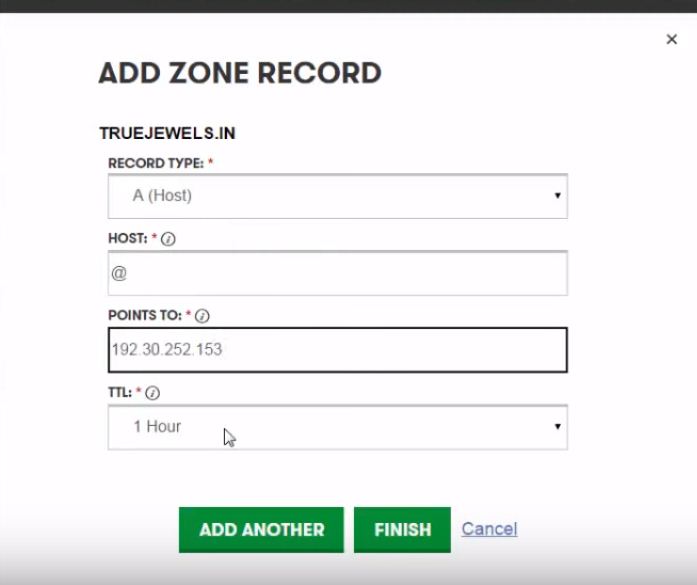 ADD ZONE RECORD
TRUEJEWELS.IN
RECORD TYPE: *
A (Host)
HOST: *
@
POINTS TO: *
192.30.252.153
TTL: *
1 Hour
ADD ANOTHER FINISH Cancel